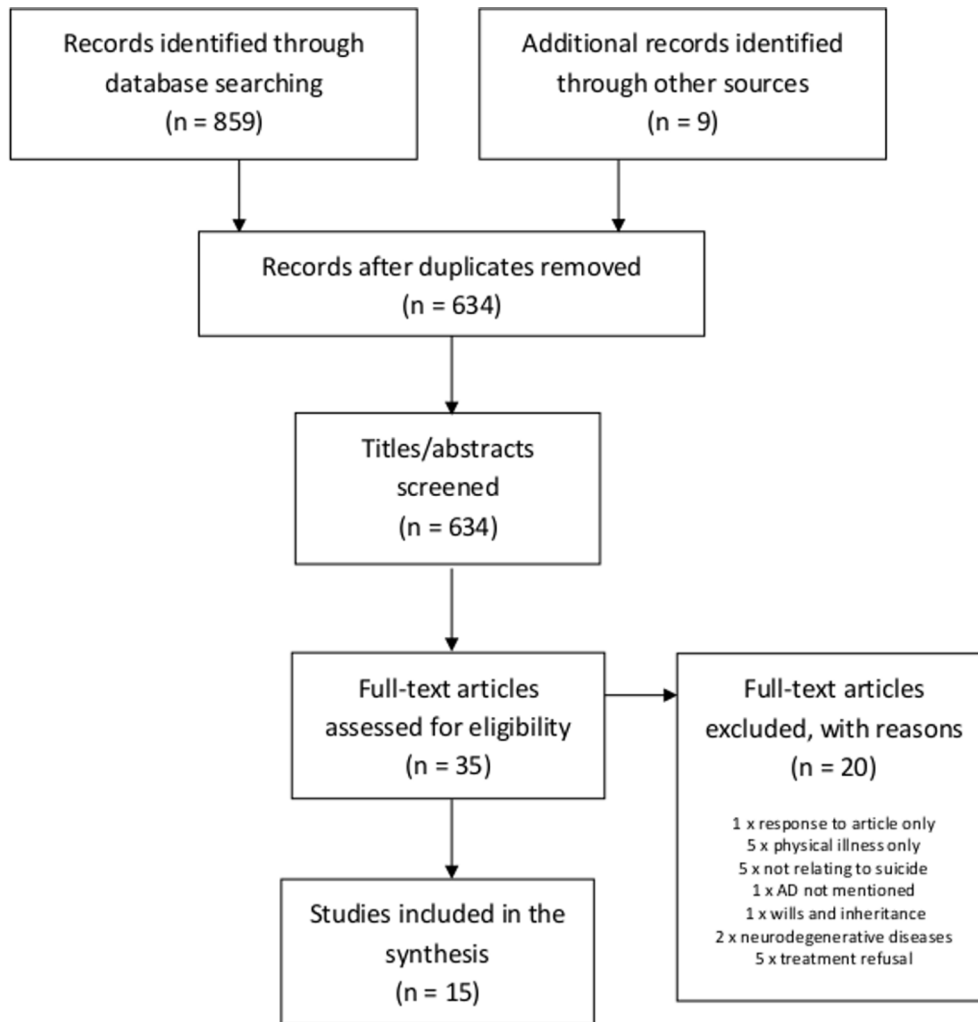 Records identified through
database searching
(n = 859)
Additional records identified
through other sources
(n = 9)
Records after duplicates removed
(n = 634)
Titles/abstracts
screened
(n = 634)
Full-text articles
assessed for eligibility
(n = 35)
Full-text articles
excluded, with reasons
(n = 20)
1 x response to article only
5 x physical illness only
5 x not relating to suicide
1 x AD not mentioned
1 x wills and inheritance
2 x neurodegenerative diseases
5 x treatment refusal
Studies included in the
synthesis
(n = 15)